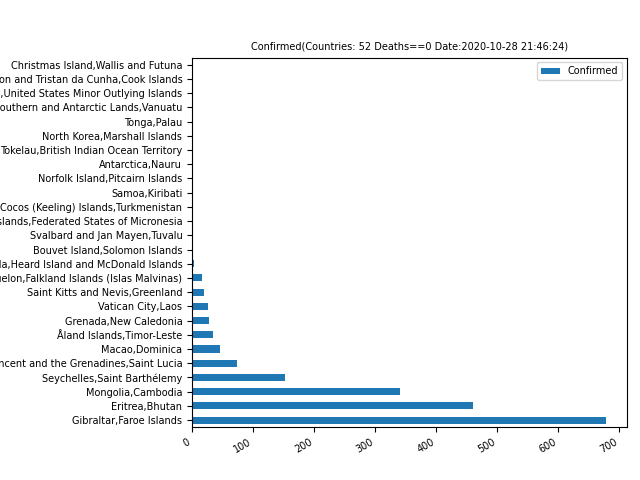 Confirmed(Countries: 52 Deaths==0 Date:2020-10-28 21:46:24)
Confirmed
Christmas Island,Wallis and Futuna
on and Tristan da Cunha,Cook Islands
,United States Minor Outlying Islands
outhern and Antarctic Lands,Vanuatu
Tonga,Palau
North Korea,Marshall Islands
Tokelau,British Indian Ocean Territory
Antarctica,Nauru
Norfolk Island,Pitcairn Islands
Samoa,Kiribati
Cocos (Keeling) Islands,Turkmenistan
slands,Federated States of Micronesia
Svalbard and Jan Mayen,Tuvalu
Bouvet Island,Solomon Islands
la,Heard Island and McDonald Islands
uelon,Falkland Islands (Islas Malvinas)
Saint Kitts and Nevis,Greenland
Vatican City,Laos
Grenada,New Caledonia
Åland Islands,Timor-Leste
Macao,Dominica
ncent and the Grenadines,Saint Lucia
Seychelles,Saint Barthélemy
Mongolia,Cambodia
Eritrea,Bhutan
Gibraltar,Faroe Islands
0 100 200 300 400 500 600 700